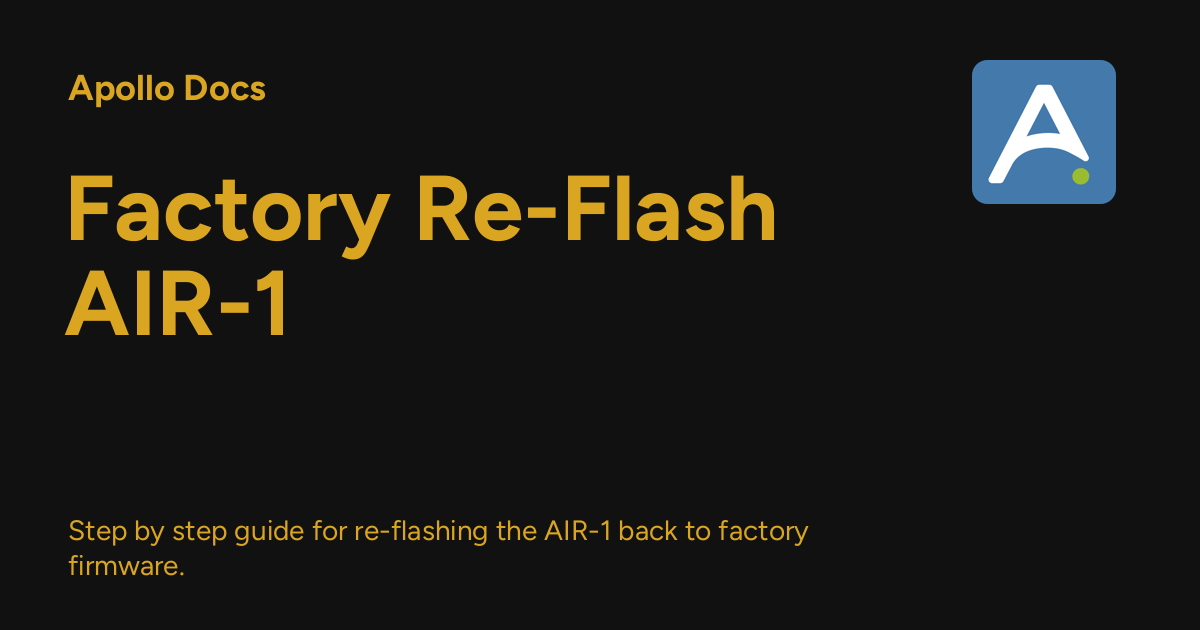 Apollo Docs
Factory Re-Flash
AIR-1
Step by step guide for re-flashing the AIR-1 back to factory
firmware.